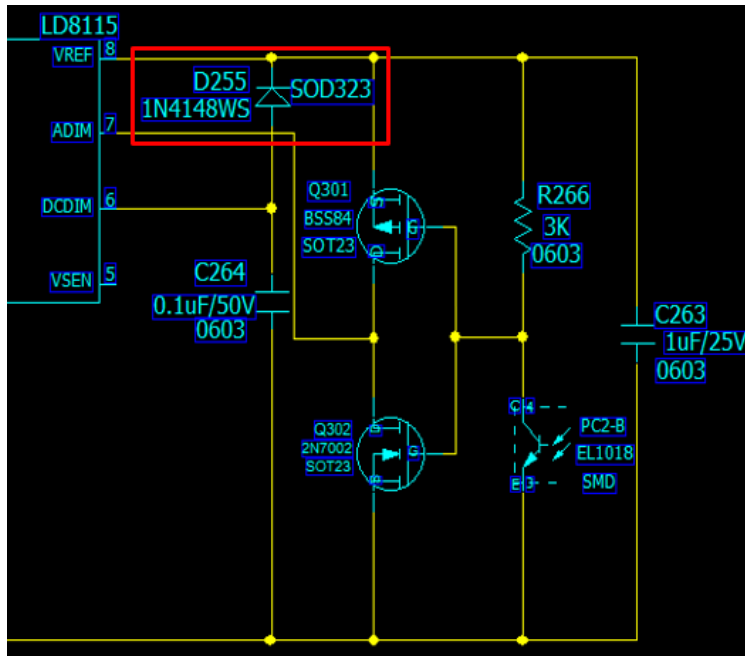 LD8115
VREF 8
D255
SOD323
1N4148WS
ADIM 7
Q301
S
BSS84
G
SOT23
D
DCDIM 6
R266
3K
0603
VSEN 5
C264
0.1uF/50V
0603
C263
1uF/25V
0603
Q302
D
2N7002
G
SOT23
S
C 4
PC2-B
EL1018
E 3
SMD